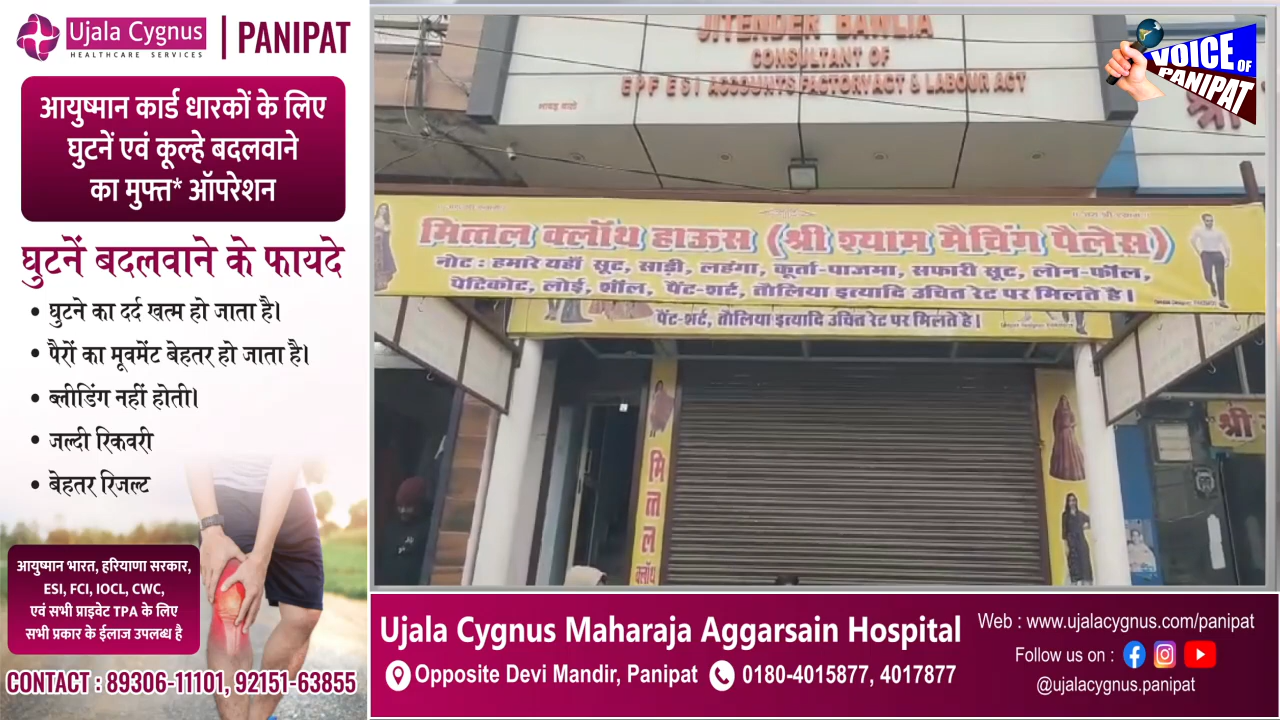 Ujala Cygnus
HEALTHCARE SERVICES
PANIPAT
आयुष्मान कार्ड धारकों के लिए
घुटनें एवं कूल्हे बदलवाने
का मुफ्त* ऑपरेशन
घुटनें बदलवाने के फायदे
• घुटने का दर्द खत्म हो जाता है।
• पैरों का मूवमेंट बेहतर हो जाता है।
• ब्लीडिंग नहीं होती।
• जल्दी रिकवरी
• बेहतर रिजल्ट
आयुष्मान भारत, हरियाणा सरकार,
ESI, FCI, IOCL, CWC,
एवं सभी प्राइवेट TPA के लिए
सभी प्रकार के ईलाज उपलब्ध है
CONTACT : 89306-11101, 92151-63855
JITENDER BAWLIA
CONSULTANT OF
EPF ESI ACCOUNTS FACTORY ACT & LABOUR ACT
VOICE OF
PANIPAT
श्री
मित्तल क्लॉथ हाऊस (श्री श्याम मैचिंग पैलेस)
नोट : हमारे यहाँ सूट, साड़ी, लहंगा, कूर्ता-पाजमा, सफारी सूट, लोन-फील,
पेटिकोट, लोई, शॉल, पैंट-शर्ट, तौलिया इत्यादि उचित रेट पर मिलते है।
पैंट-शर्ट, तौलिया इत्यादि उचित रेट पर मिलते है।
मित्तल क्लॉथ
श्री
Ujala Cygnus Maharaja Aggarsain Hospital
Opposite Devi Mandir, Panipat 0180-4015877, 4017877
Web : www.ujalacygnus.com/panipat
Follow us on :
@ujalacygnus.panipat